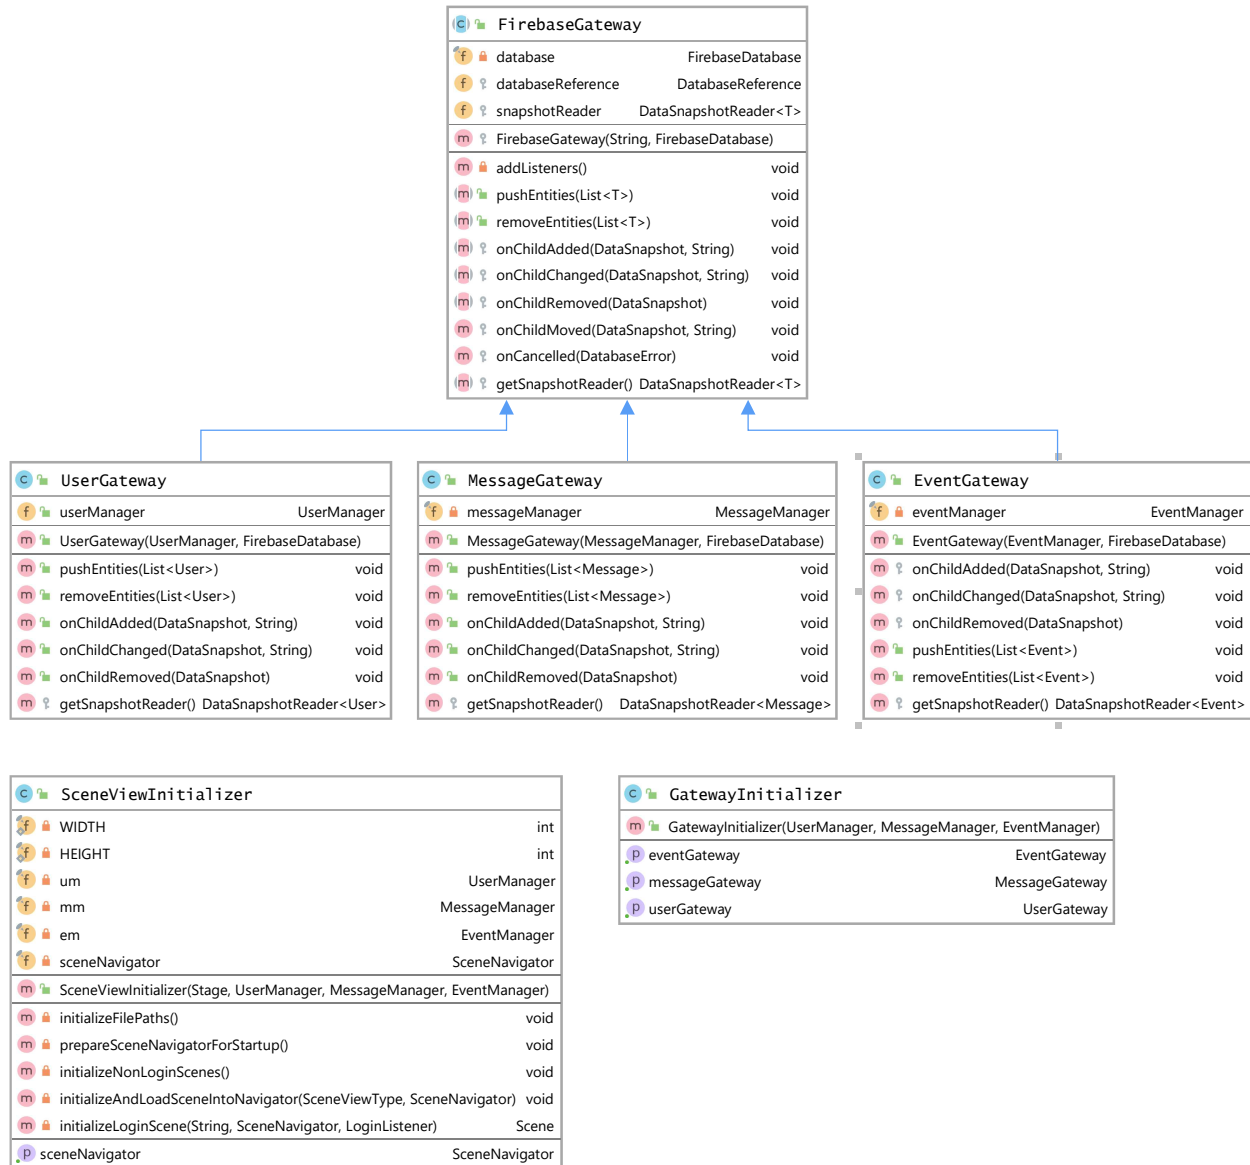 FirebaseGateway
database FirebaseDatabase
databaseReference DatabaseReference
snapshotReader DataSnapshotReader<T>
FirebaseGateway(String, FirebaseDatabase)
addListeners() void
pushEntities(List<T>) void
removeEntities(List<T>) void
onChildAdded(DataSnapshot, String) void
onChildChanged(DataSnapshot, String) void
onChildRemoved(DataSnapshot) void
onChildMoved(DataSnapshot, String) void
onCancelled(DatabaseError) void
getSnapshotReader() DataSnapshotReader<T>
UserGateway
userManager UserManager
UserGateway(UserManager, FirebaseDatabase)
pushEntities(List<User>) void
removeEntities(List<User>) void
onChildAdded(DataSnapshot, String) void
onChildChanged(DataSnapshot, String) void
onChildRemoved(DataSnapshot) void
getSnapshotReader() DataSnapshotReader<User>
MessageGateway
messageManager MessageManager
MessageGateway(MessageManager, FirebaseDatabase)
pushEntities(List<Message>) void
removeEntities(List<Message>) void
onChildAdded(DataSnapshot, String) void
onChildChanged(DataSnapshot, String) void
onChildRemoved(DataSnapshot) void
getSnapshotReader() DataSnapshotReader<Message>
EventGateway
eventManager EventManager
EventGateway(EventManager, FirebaseDatabase)
onChildAdded(DataSnapshot, String) void
onChildChanged(DataSnapshot, String) void
onChildRemoved(DataSnapshot) void
pushEntities(List<Event>) void
removeEntities(List<Event>) void
getSnapshotReader() DataSnapshotReader<Event>
SceneViewInitializer
WIDTH int
HEIGHT int
um UserManager
mm MessageManager
em EventManager
sceneNavigator SceneNavigator
SceneViewInitializer(Stage, UserManager, MessageManager, EventManager)
initializeFilePaths() void
prepareSceneNavigatorForStartup() void
initializeNonLoginScenes() void
initializeAndLoadSceneIntoNavigator(SceneViewType, SceneNavigator) void
initializeLoginScene(String, SceneNavigator, LoginListener) Scene
sceneNavigator SceneNavigator
GatewayInitializer
GatewayInitializer(UserManager, MessageManager, EventManager)
eventGateway EventGateway
messageGateway MessageGateway
userGateway UserGateway